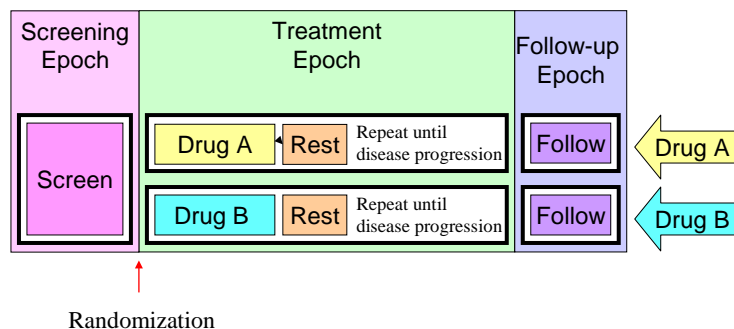 Screening
Epoch
Treatment
Epoch
Follow-up
Epoch
Screen
Drug A
Rest
Repeat until
disease progression
Follow
Drug A
Drug B
Rest
Repeat until
disease progression
Follow
Drug B
Randomization